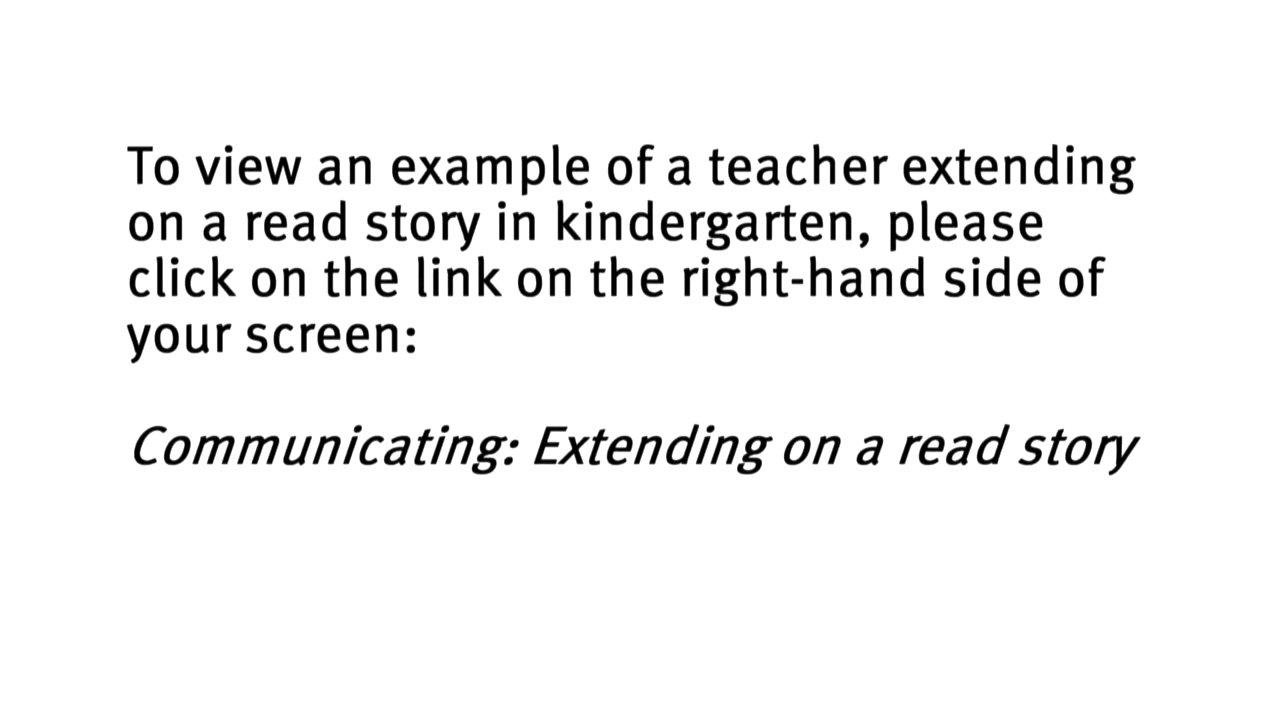 To view an example of a teacher extending
on a read story in kindergarten, please
click on the link on the right-hand side of
your screen:
Communicating: Extending on a read story